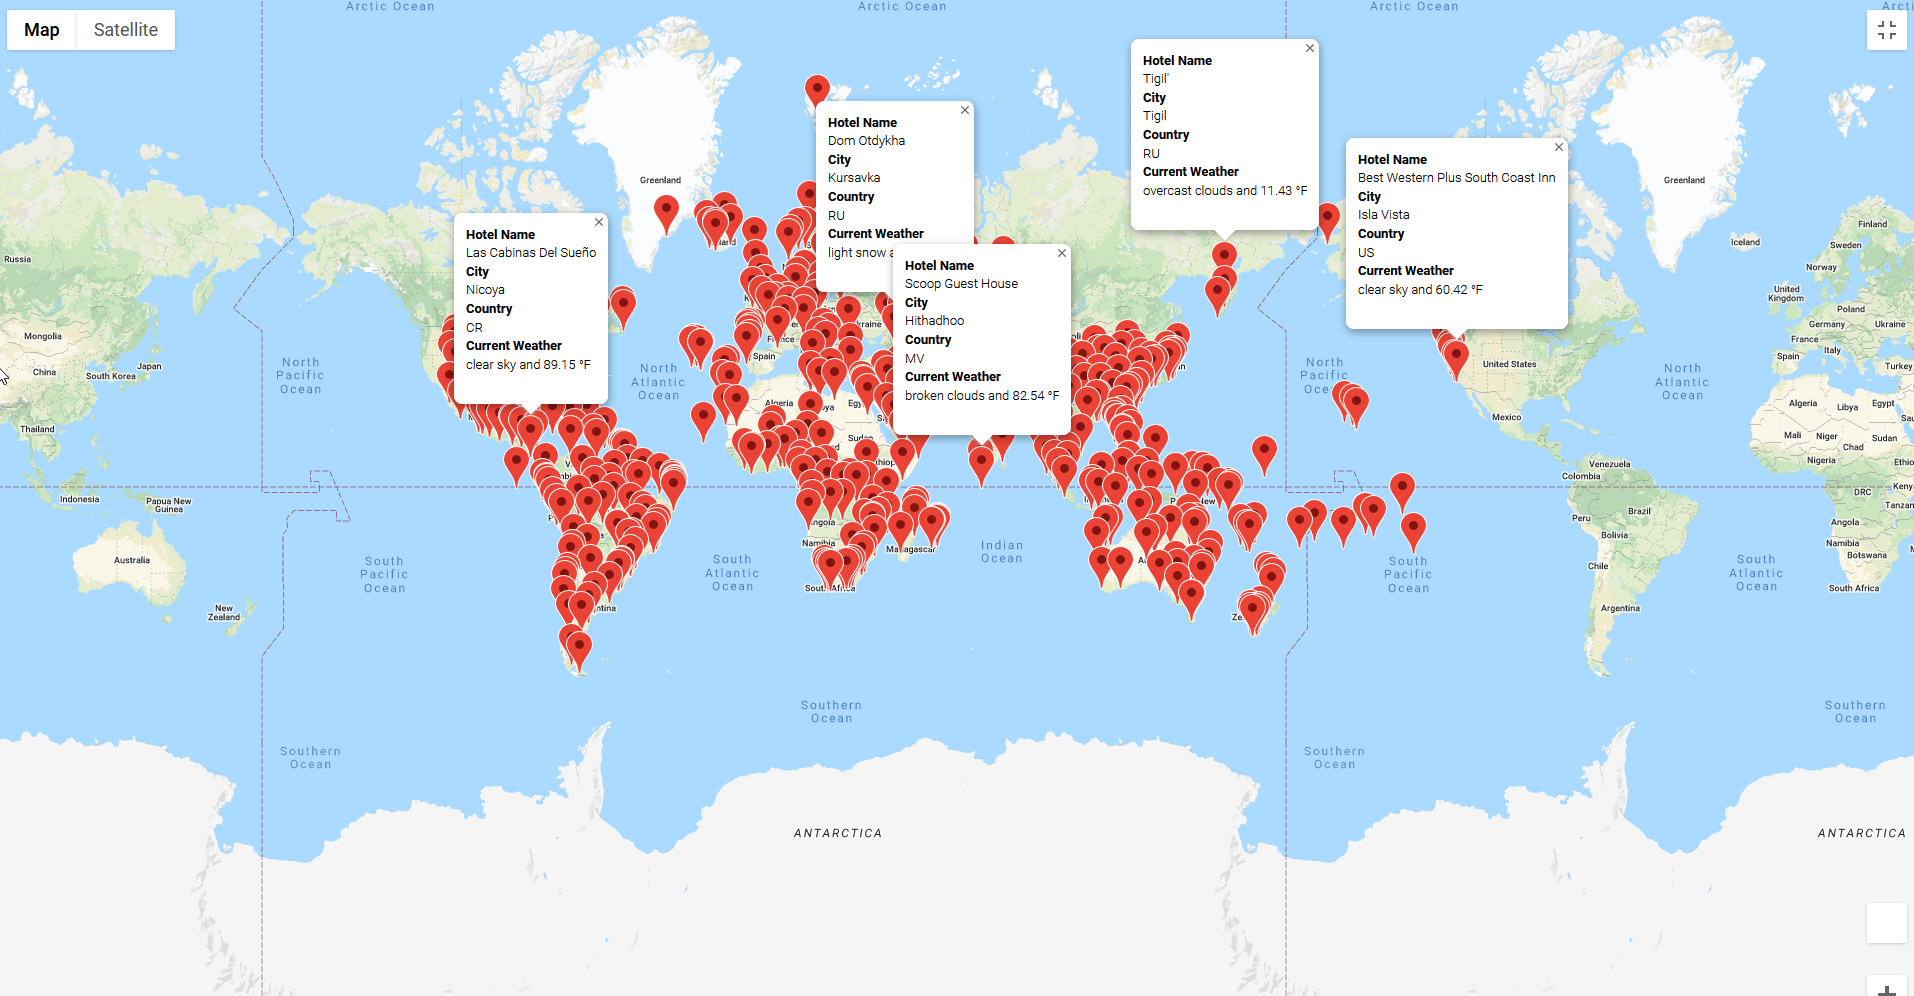 Arctic Ocean
Arctic Ocean
Arctic Ocean
Map
Satellite
Hotel Name
Tigil'
City
Tigil
Country
RU
Current Weather
overcast clouds and 11.43 °F
Hotel Name
Dom Otdykha
City
Kursavka
Country
RU
Current Weather
light snow
Hotel Name
Best Western Plus South Coast Inn
City
Isla Vista
Country
US
Current Weather
clear sky and 60.42 °F
Hotel Name
Las Cabinas Del Sueño
City
Nicoya
Country
CR
Current Weather
clear sky and 89.15 °F
Hotel Name
Scoop Guest House
City
Hithadhoo
Country
MV
Current Weather
broken clouds and 82.54 °F
Greenland
Greenland
Russia
Mongolia
China
South Korea
Japan
Thailand
Indonesia
Papua New
Guinea
Australia
New
Zealand
North
Pacific
Ocean
South
Pacific
Ocean
North
Atlantic
Ocean
South
Atlantic
Ocean
Spain
Algeria
Namibia
Madagascar
South Africa
Indian
Ocean
North
Pacific
South
Pacific
Ocean
Iceland
Finland
Sweden
Norway
United
Kingdom
Poland
Germany
Ukraine
France
Italy
Spain
Turkey
United States
Mexico
North
Atlantic
Ocean
Algeria
Libya
Egypt
Mali
Niger
Chad
Sudan
Nigeria
Venezuela
Colombia
DRC
Peru
Brazil
Angola
Bolivia
Namibia
Botswana
Chile
South
Atlantic
Ocean
South Africa
Argentina
Southern
Ocean
Southern
Ocean
Southern
Ocean
Southern
Ocean
ANTARCTICA
ANTARCTICA